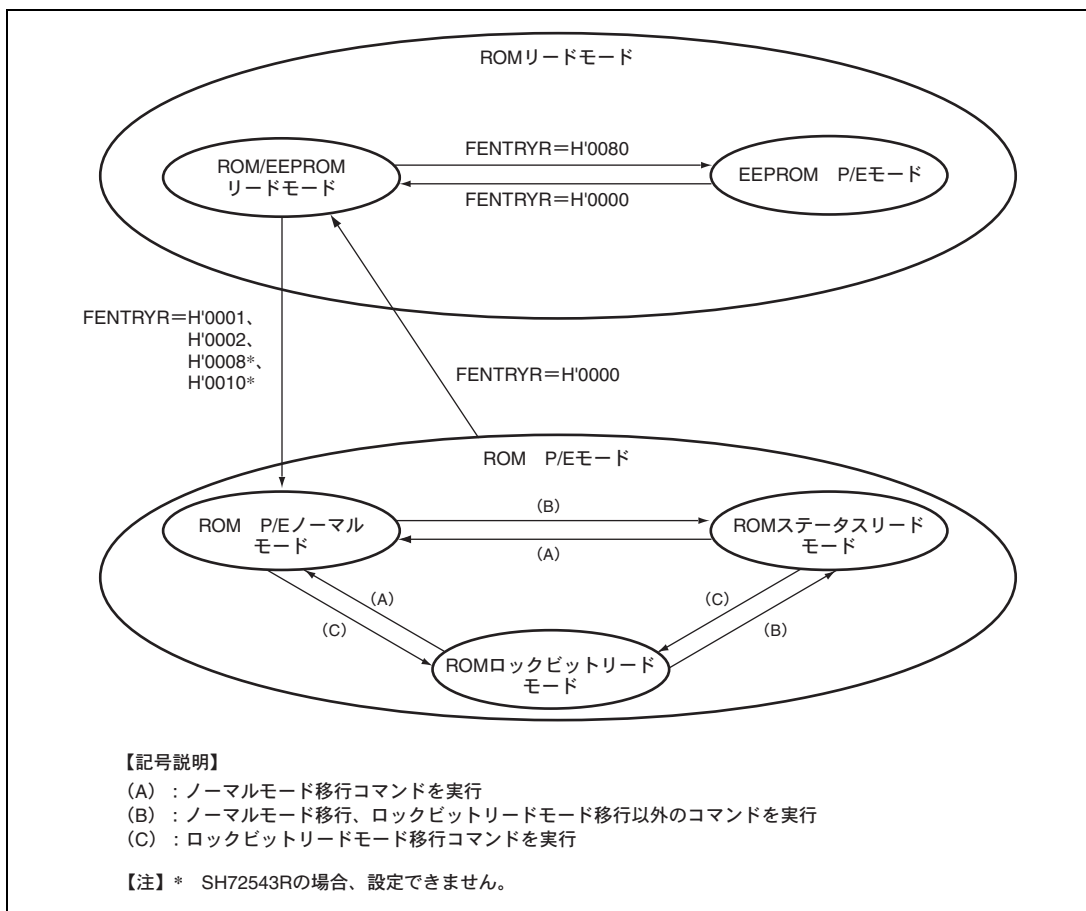 ROMリードモード
ROM/EEPROM
リードモード
FENTRYR＝H'0080
EEPROM　P/Eモード
FENTRYR＝H'0000
FENTRYR＝H'0001、
H'0002、
H'0008*、
H'0010*
FENTRYR＝H'0000
ROM　P/Eモード
ROM　P/Eノーマル
モード
（B）
（A）
ROMステータスリード
モード
（A）
（C）
（C）
（B）
ROMロックビットリード
モード
【記号説明】
（A）：ノーマルモード移行コマンドを実行
（B）：ノーマルモード移行、ロックビットリードモード移行以外のコマンドを実行
（C）：ロックビットリードモード移行コマンドを実行
【注】*　SH72543Rの場合、設定できません。